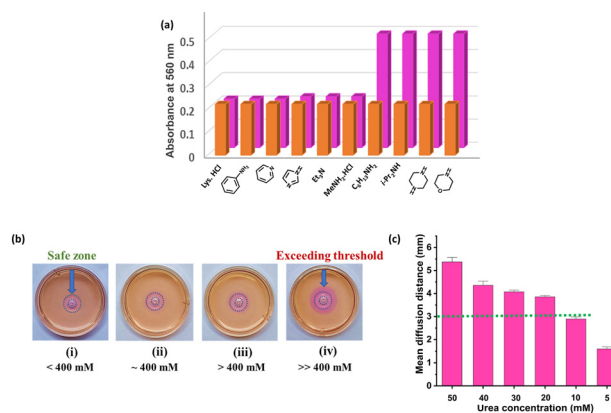 (a)
Absorbance at 560 nm
0.5
0.4
0.3
0.2
0.1
0
Lys. HCl
NH₂
N
Et₃N
MeNH₂·HCl
C₆H₁₃NH₂
i-Pr₂NH
O
(b)
Safe zone
Exceeding threshold
(i)
(ii)
(iii)
(iv)
< 400 mM
~ 400 mM
> 400 mM
>> 400 mM
(c)
Mean diffusion distance (mm)
6
5
4
3
2
1
0
50
40
30
20
10
5
Urea concentration (mM)